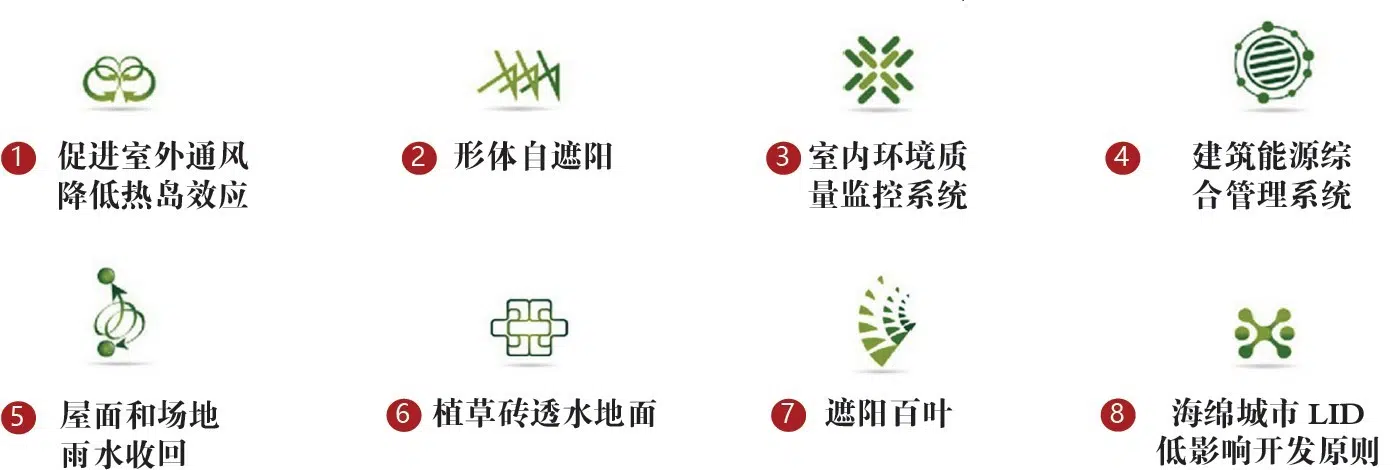 1 促进室外通风
降低热岛效应
2 形体自遮阳
3 室内环境质
量监控系统
4 建筑能源综
合管理系统
5 屋面和场地
雨水收回
6 植草砖透水地面
7 遮阳百叶
8 海绵城市 LID
低影响开发原则